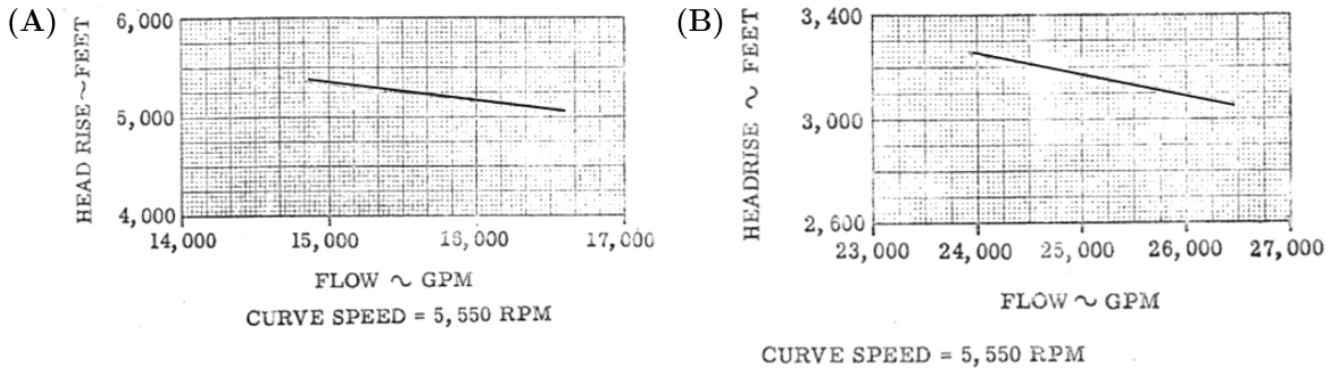 (A)
HEAD RISE ~ FEET
6,000
5,000
4,000
14,000 15,000 16,000 17,000
FLOW ~ GPM
CURVE SPEED = 5,550 RPM
(B)
HEADRISE ~ FEET
3,400
3,000
2,600
23,000 24,000 25,000 26,000 27,000
FLOW ~ GPM
CURVE SPEED = 5,550 RPM